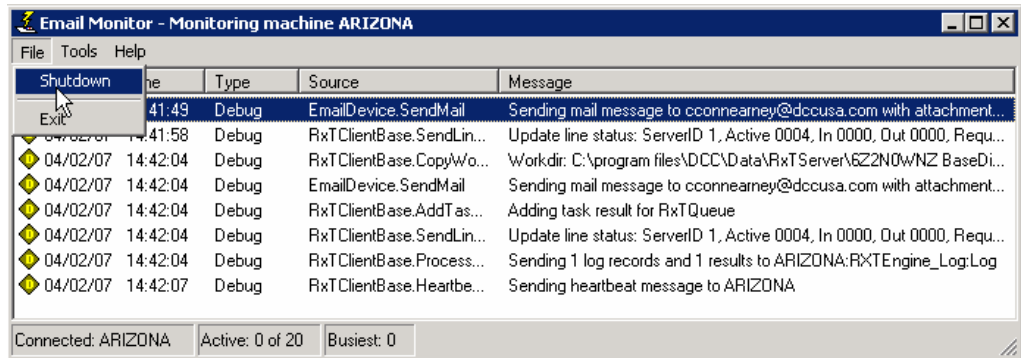 Email Monitor - Monitoring machine ARIZONA
File Tools Help
Shutdown
Exit
Type Source Message
41:49 Debug EmailDevice.SendMail Sending mail message to cconnearney@dccusa.com with attachment...
04/02/07 14:41:58 Debug RxTClientBase.SendLin... Update line status: ServerID 1, Active 0004, In 0000, Out 0000, Requ...
04/02/07 14:42:04 Debug RxTClientBase.CopyWo... Workdir: C:\program files\DCC\Data\RxTServer\6Z2N0WNZ BaseDi...
04/02/07 14:42:04 Debug EmailDevice.SendMail Sending mail message to cconnearney@dccusa.com with attachment...
04/02/07 14:42:04 Debug RxTClientBase.AddTas... Adding task result for RxTQueue
04/02/07 14:42:04 Debug RxTClientBase.SendLin... Update line status: ServerID 1, Active 0004, In 0000, Out 0000, Requ...
04/02/07 14:42:04 Debug RxTClientBase.Process... Sending 1 log records and 1 results to ARIZONA:RXTEngine_Log:Log
04/02/07 14:42:07 Debug RxTClientBase.Heartbe... Sending heartbeat message to ARIZONA
Connected: ARIZONA Active: 0 of 20 Busiest: 0